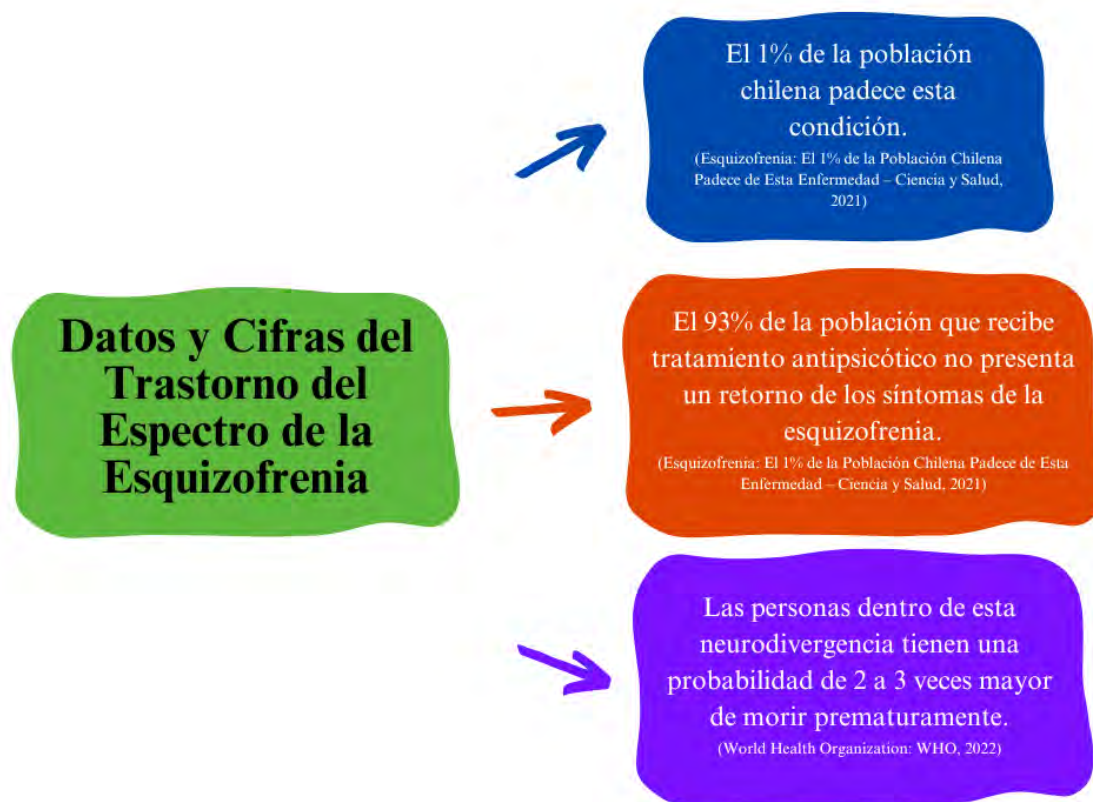 Datos y Cifras del
Trastorno del
Espectro de la
Esquizofrenia
El 1% de la población
chilena padece esta
condición.
(Esquizofrenia: El 1% de la Población Chilena
Padece de Esta Enfermedad – Ciencia y Salud,
2021)
El 93% de la población que recibe
tratamiento antipsicótico no presenta
un retorno de los síntomas de la
esquizofrenia.
(Esquizofrenia: El 1% de la Población Chilena Padece de Esta
Enfermedad – Ciencia y Salud, 2021)
Las personas dentro de esta
neurodivergencia tienen una
probabilidad de 2 a 3 veces mayor
de morir prematuramente.
(World Health Organization: WHO, 2022)